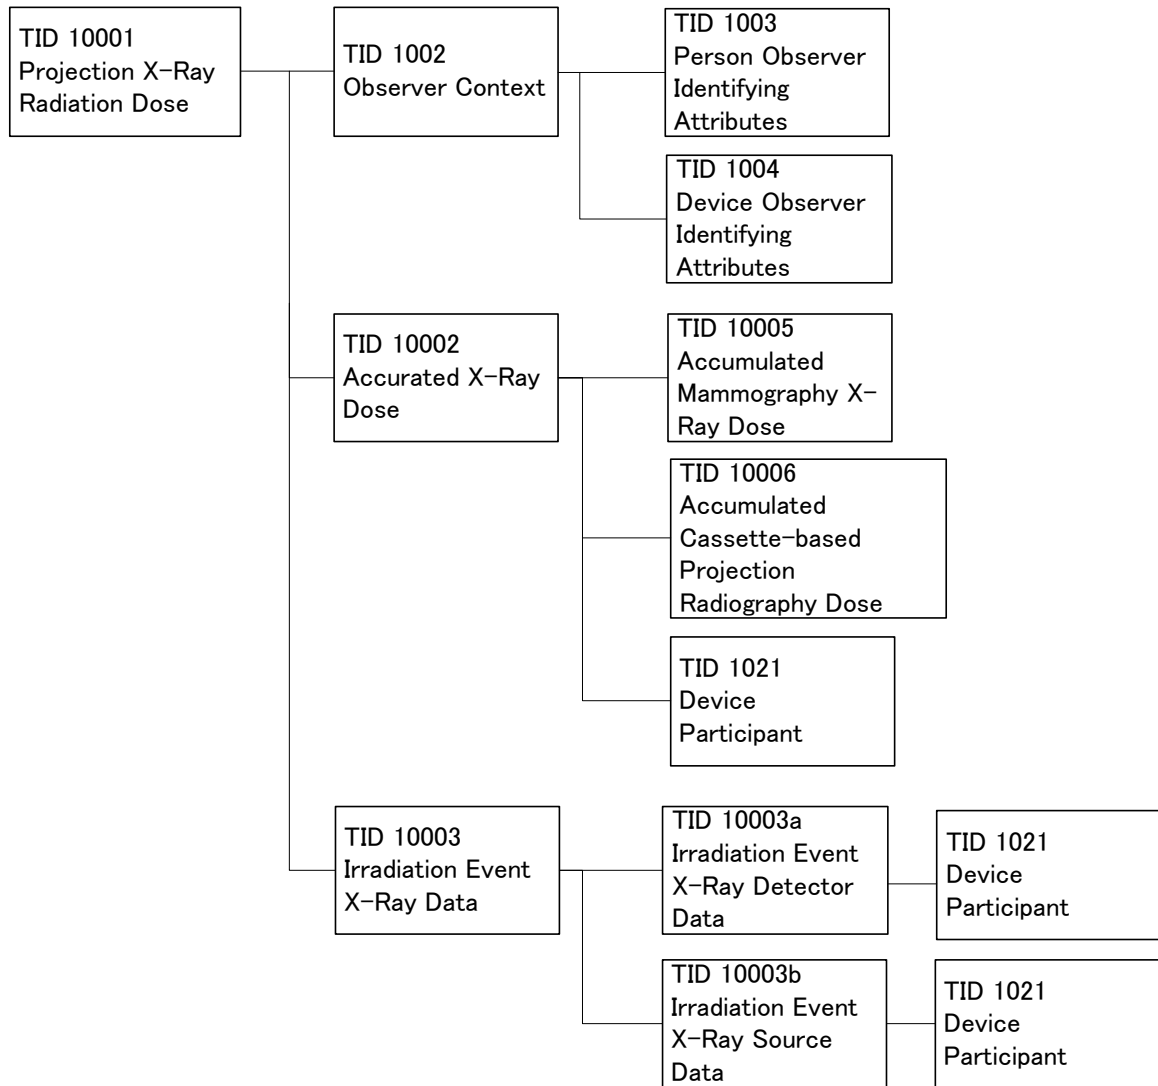 TID 10001
Projection X-Ray
Radiation Dose
TID 1002
Observer Context
TID 1003
Person Observer
Identifying
Attributes
TID 1004
Device Observer
Identifying
Attributes
TID 10002
Accurated X-Ray
Dose
TID 10005
Accumulated
Mammography X-
Ray Dose
TID 10006
Accumulated
Cassette-based
Projection
Radiography Dose
TID 1021
Device
Participant
TID 10003
Irradiation Event
X-Ray Data
TID 10003a
Irradiation Event
X-Ray Detector
Data
TID 1021
Device
Participant
TID 10003b
Irradiation Event
X-Ray Source
Data
TID 1021
Device
Participant